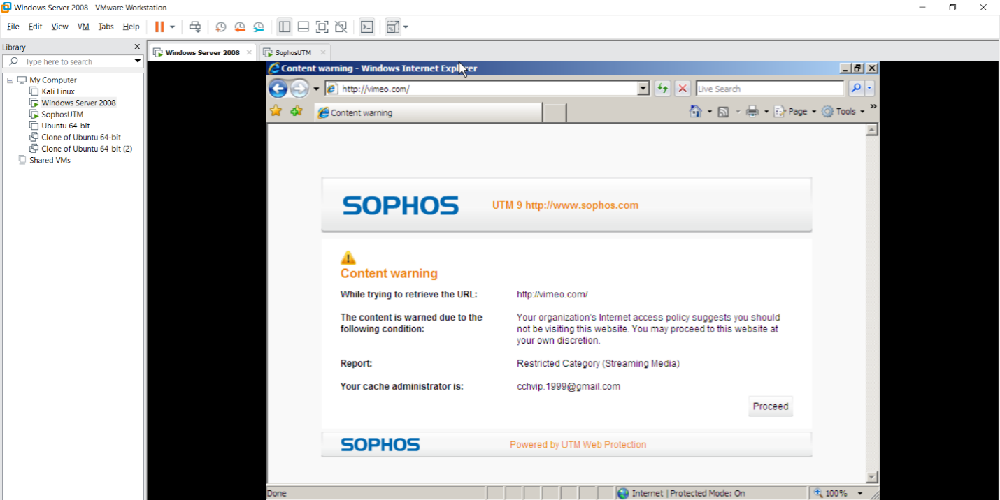 Windows Server 2008 - VMware Workstation
File Edit View VM Tabs Help
Library
Type here to search
My Computer
Kali Linux
Windows Server 2008
SophosUTM
Ubuntu 64-bit
Clone of Ubuntu 64-bit
Clone of Ubuntu 64-bit (2)
Shared VMs
Windows Server 2008 SophosUTM
Content warning - Windows Internet Explorer
http://vimeo.com/ Live Search
Content warning Page Tools
SOPHOS UTM 9 http://www.sophos.com
Content warning
While trying to retrieve the URL: http://vimeo.com/
The content is warned due to the following condition: Your organization's Internet access policy suggests you should
not be visiting this website. You may proceed to this website at
your own discretion.
Report: Restricted Category (Streaming Media)
Your cache administrator is: cchvip.1999@gmail.com
Proceed
SOPHOS Powered by UTM Web Protection
Done Internet | Protected Mode: On 100%